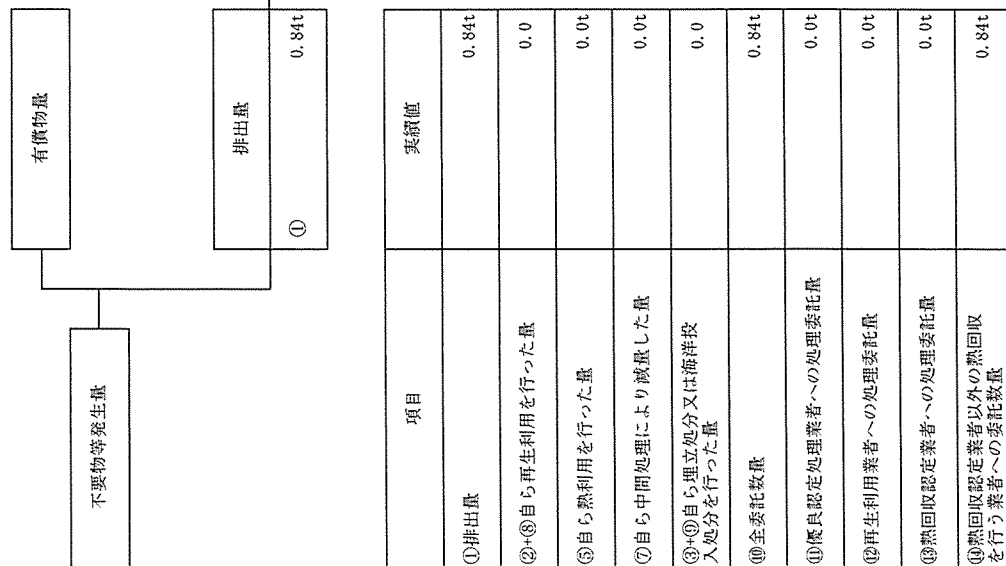 有償物量
不要物等発生量
排出量
① 0.84t
項目 実績値
①排出量 0.84t
②+⑧自ら再生利用を行った量 0.0
⑤自ら熱利用を行った量 0.0t
⑦自ら中間処理により減量した量 0.0t
③+⑨自ら埋立処分又は海洋投
入処分を行った量 0.0
⑩全委託数量 0.84t
⑪優良認定処理業者への処理委託量 0.0t
⑫再生利用業者への処理委託量 0.0t
⑬熱回収認定業者への処理委託量 0.0t
⑭熱回収認定業者以外の熱回収
を行う業者への委託数量 0.84t